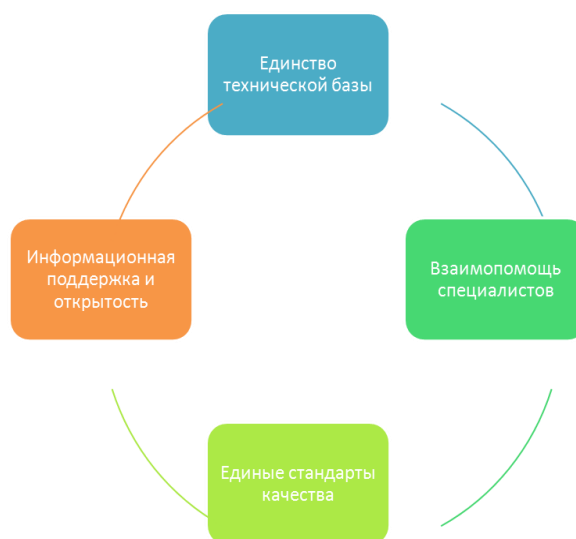 Единство
технической базы
Информационная
поддержка и
открытость
Взаимопомощь
специалистов
Единые стандарты
качества